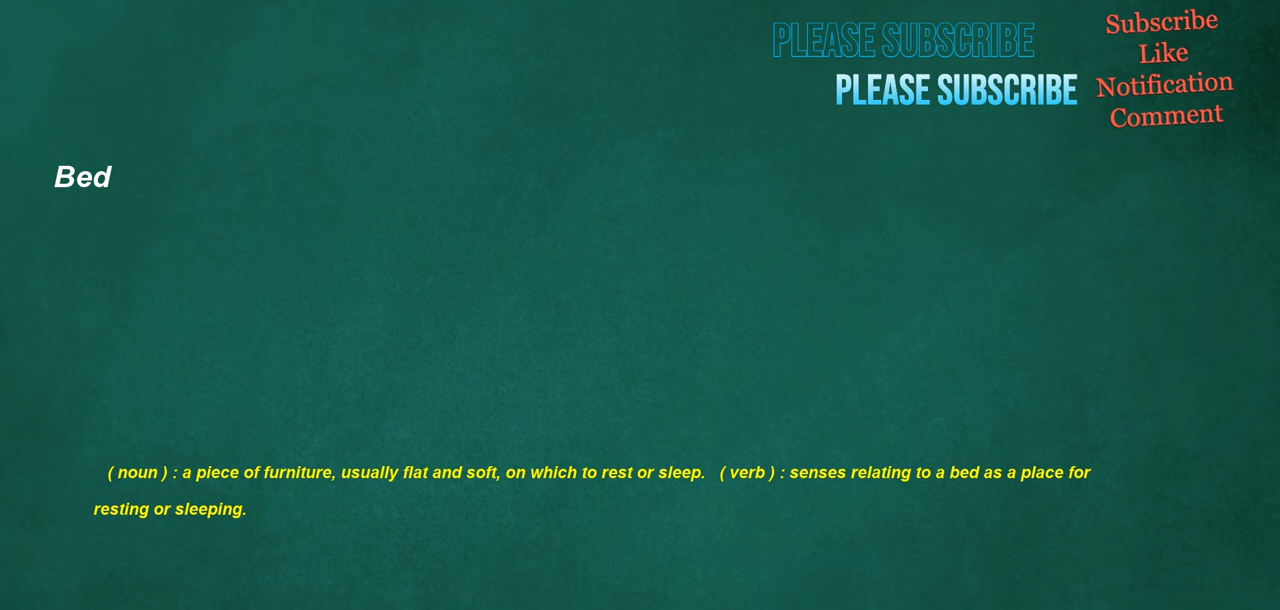 PLEASE SUBSCRIBE
PLEASE SUBSCRIBE
Subscribe
Like
Notification
Comment
Bed
( noun ) : a piece of furniture, usually flat and soft, on which to rest or sleep. ( verb ) : senses relating to a bed as a place for
resting or sleeping.